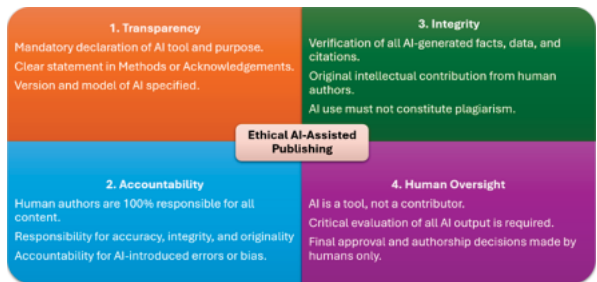 1. Transparency
Mandatory declaration of AI tool and purpose.
Clear statement in Methods or Acknowledgements.
Version and model of AI specified.
3. Integrity
Verification of all AI-generated facts, data, and
citations.
Original intellectual contribution from human
authors.
AI use must not constitute plagiarism.
Ethical AI-Assisted
Publishing
2. Accountability
Human authors are 100% responsible for all
content.
Responsibility for accuracy, integrity, and originality
Accountability for AI-introduced errors or bias.
4. Human Oversight
AI is a tool, not a contributor.
Critical evaluation of all AI output is required.
Final approval and authorship decisions made by
humans only.